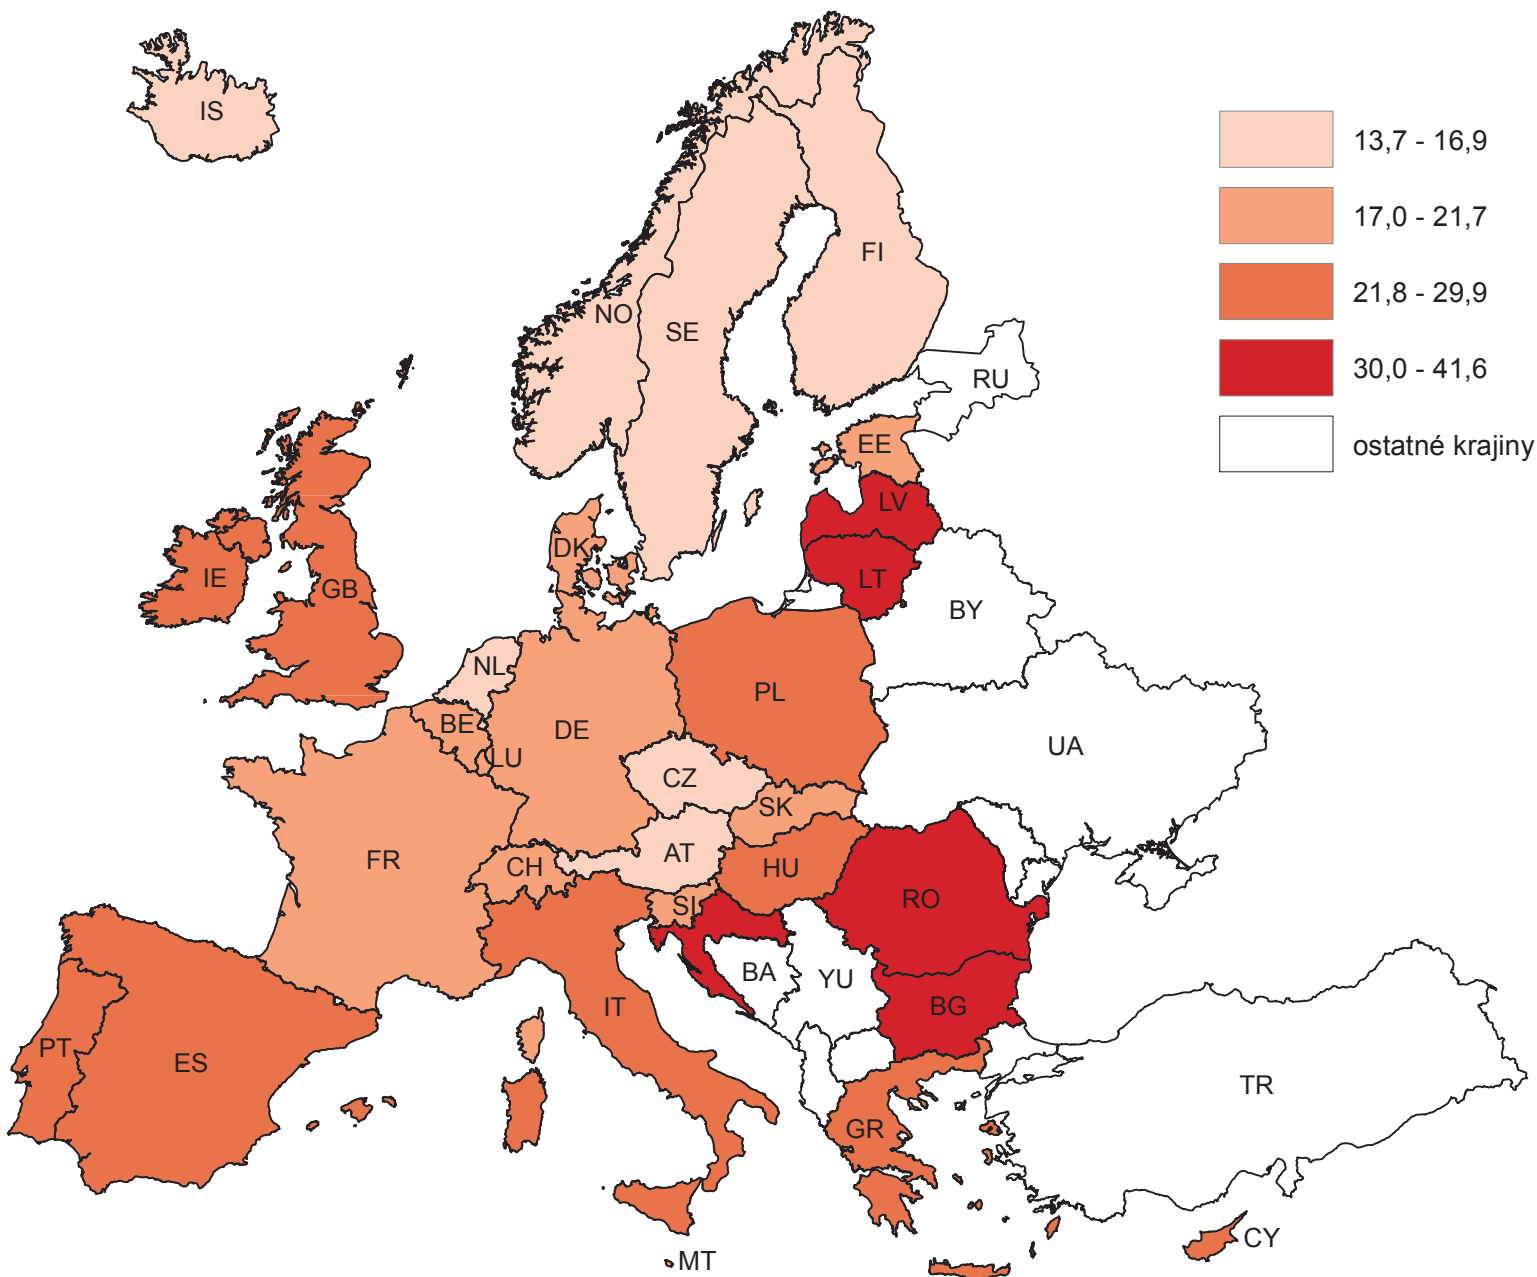 IS
13,7 - 16,9
17,0 - 21,7
FI
21,8 - 29,9
NO
SE
30,0 - 41,6
RU
ostatné krajiny
EE
LV
DK
IE
GB
LT
BY
NL
PL
BE
DE
LU
UA
CZ
SK
FR
CH
AT
HU
SI
RO
BA
YU
IT
BG
PT
ES
TR
GR
CY
MT